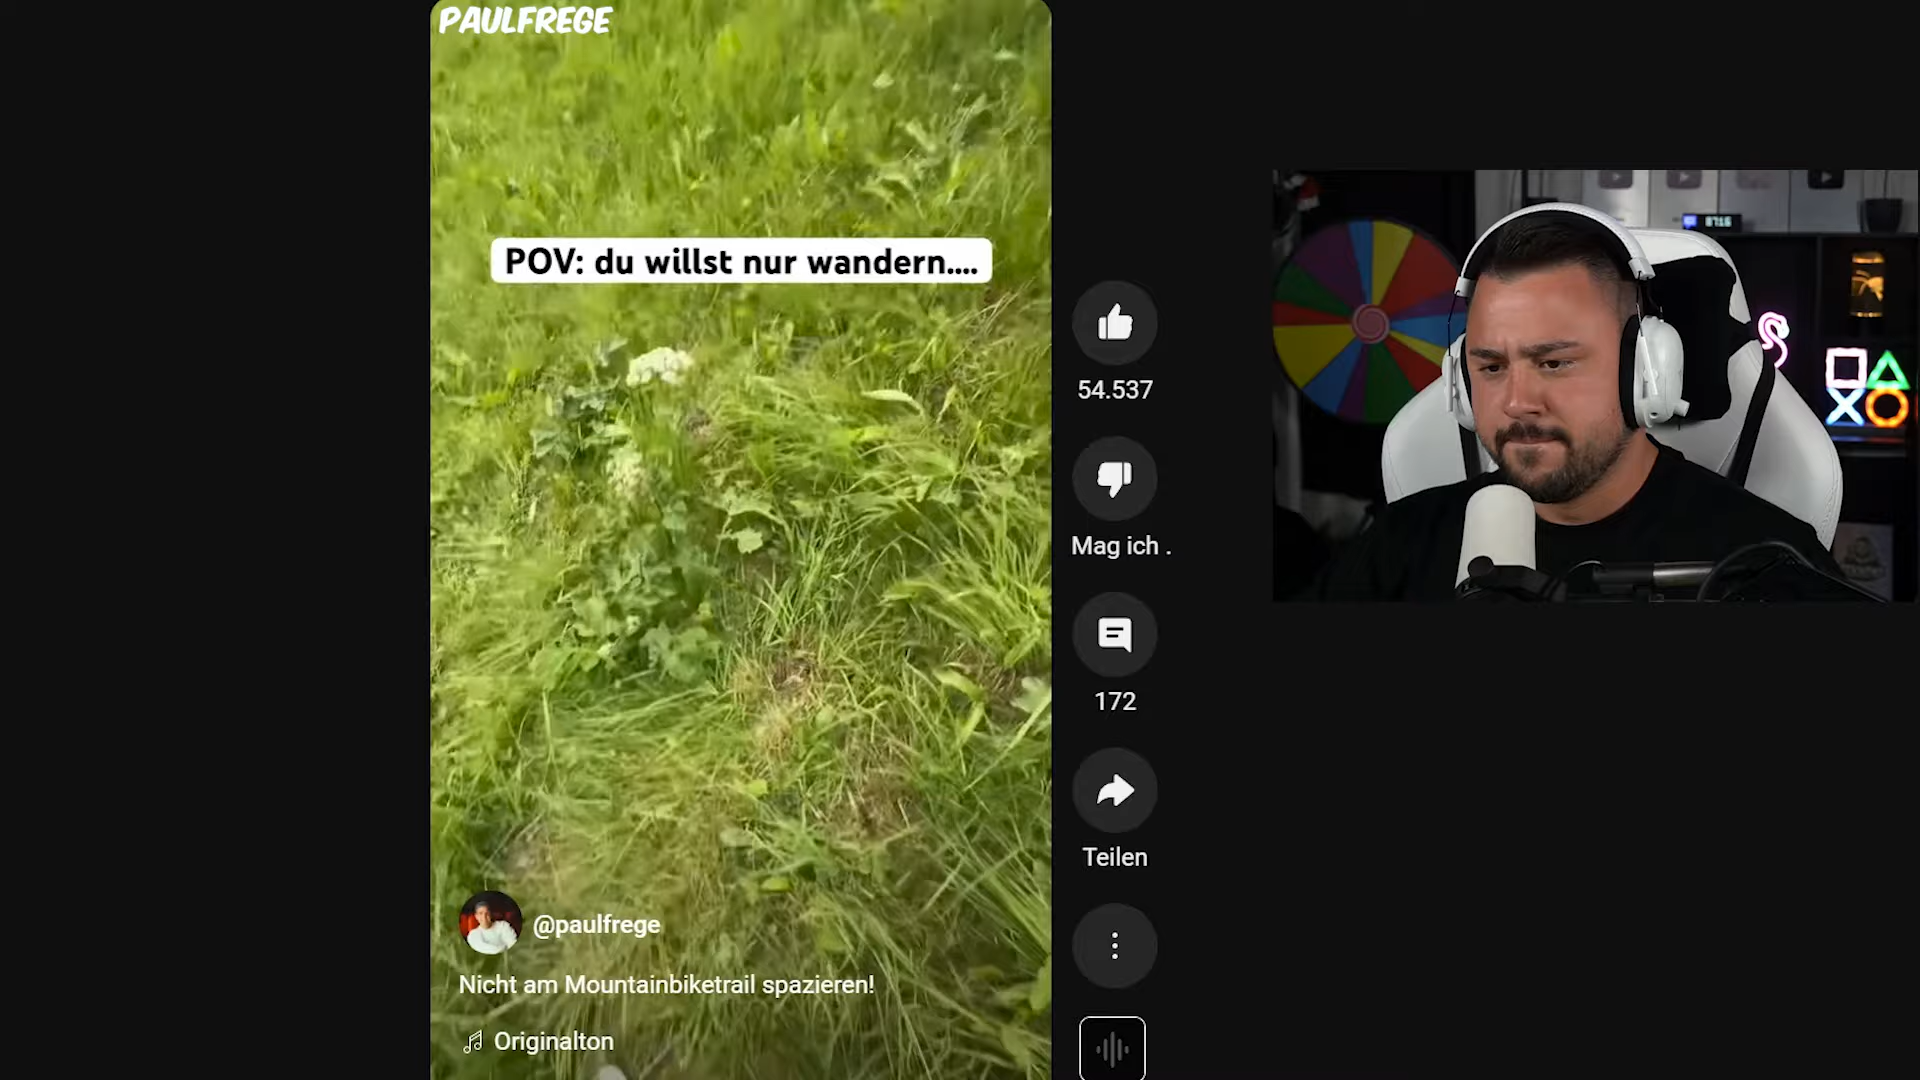 PAULFREGE
POV: du willst nur wandern....
54.537
Mag ich .
172
Teilen
@paulfrege
Nicht am Mountainbiketrail spazieren!
Originalton